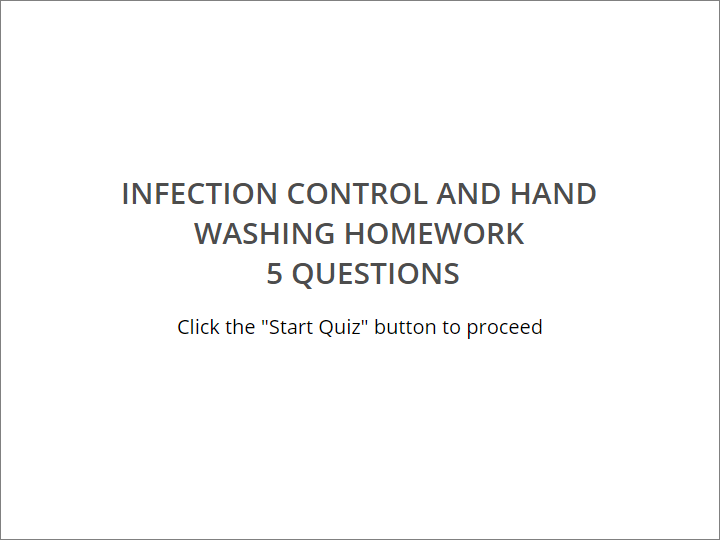 INFECTION CONTROL AND HAND
WASHING HOMEWORK
5 QUESTIONS
Click the "Start Quiz" button to proceed